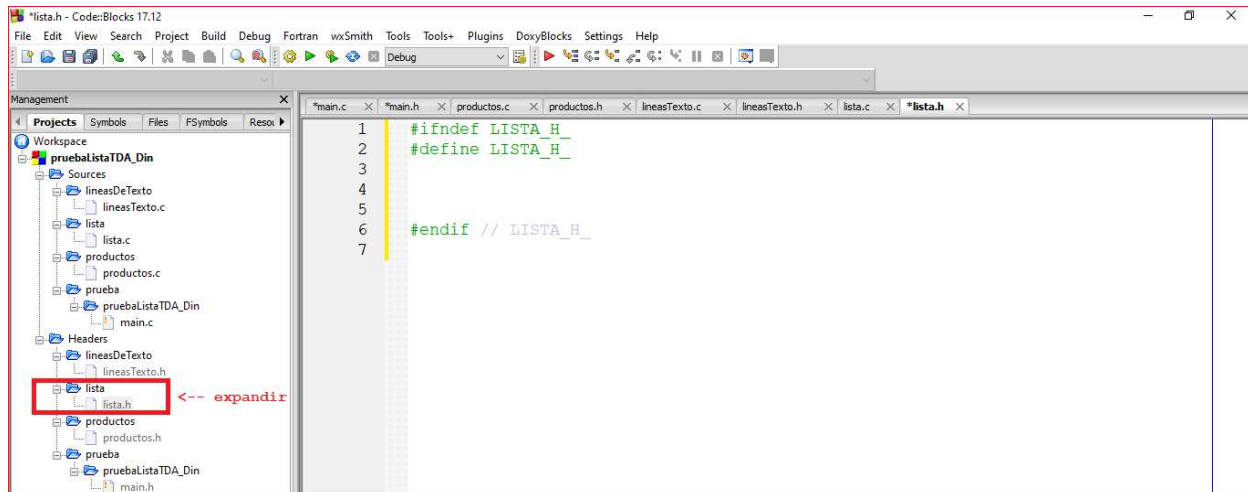 *lista.h - Code::Blocks 17.12
File Edit View Search Project Build Debug Fortran wxSmith Tools Tools+ Plugins DoxyBlocks Settings Help
Debug
Management
*main.c *main.h productos.c productos.h lineasTexto.c lineasTexto.h lista.c *lista.h
Projects Symbols Files FSymbols
Workspace
pruebaListaTDA_Din
Sources
lineasDeTexto
lineasTexto.c
lista
lista.c
productos
productos.c
prueba
pruebaListaTDA_Din
main.c
Headers
lineasDeTexto
lineasTexto.h
lista
lista.h
<-- expandir
productos
productos.h
prueba
pruebaListaTDA_Din
main.h
1 #ifndef LISTA_H_
2 #define LISTA_H_
3
4
5
6 #endif // LISTA_H_
7